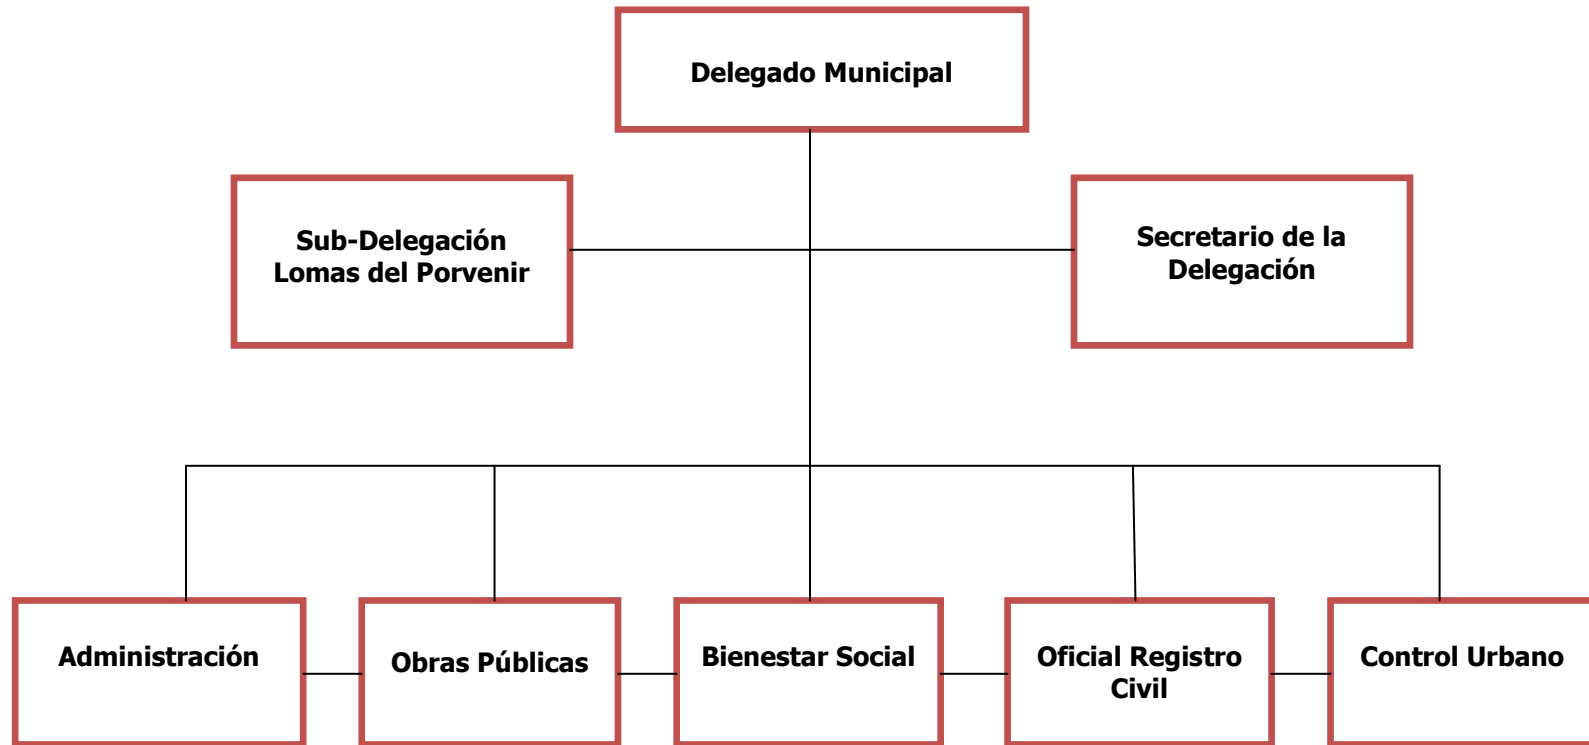 Delegado Municipal
Sub-Delegación
Lomas del Porvenir
Secretario de la
Delegación
Administración
Obras Públicas
Bienestar Social
Oficial Registro
Civil
Control Urbano